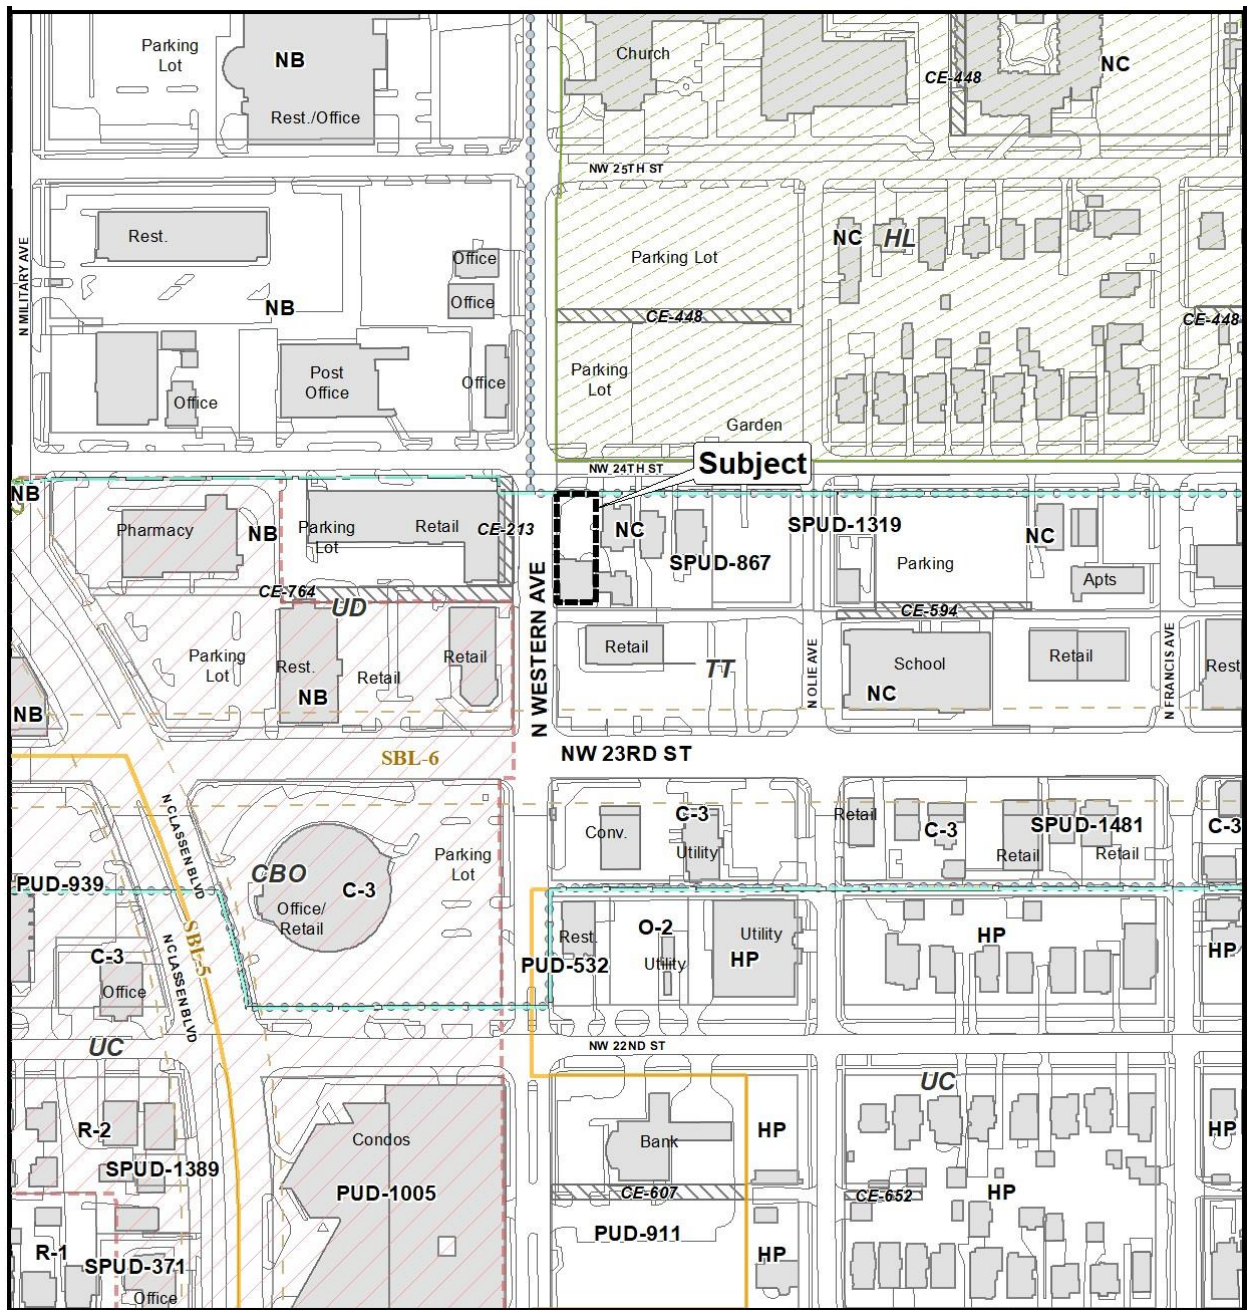 Parking
Lot
NB
Rest./Office
Church
CE-448
NC
NW 25TH ST
N MILITARY AVE
Rest.
Office
Office
NB
Parking Lot
NC
HL
CE-448
CE-448
Post
Office
Office
Office
Parking
Lot
Garden
NW 24TH ST
Subject
NB
Pharmacy
NB
Parking
Lot
Retail
CE-213
NC
SPUD-867
SPUD-1319
NC
Parking
Apts
CE-764
UD
CE-594
N WESTERN AVE
Parking
Lot
Rest.
Retail
Retail
NB
NB
Retail
TT
N OLIE AVE
School
NC
Retail
N FRANCIS AVE
Rest
SBL-6
NW 23RD ST
N CLASSEN BLVD
Conv.
C-3
Utility
Retail
C-3
Retail
SPUD-1481
Retail
C-3
PUD-939
CBO
C-3
Office/
Retail
Parking
Lot
SBL-5
N CLASSEN BLVD
C-3
Office
Rest.
PUD-532
O-2
Utility
HP
Utility
HP
HP
UC
NW 22ND ST
UC
R-2
SPUD-1389
Condos
PUD-1005
Bank
HP
HP
CE-607
CE-652
HP
PUD-911
HP
R-1
SPUD-371
Office